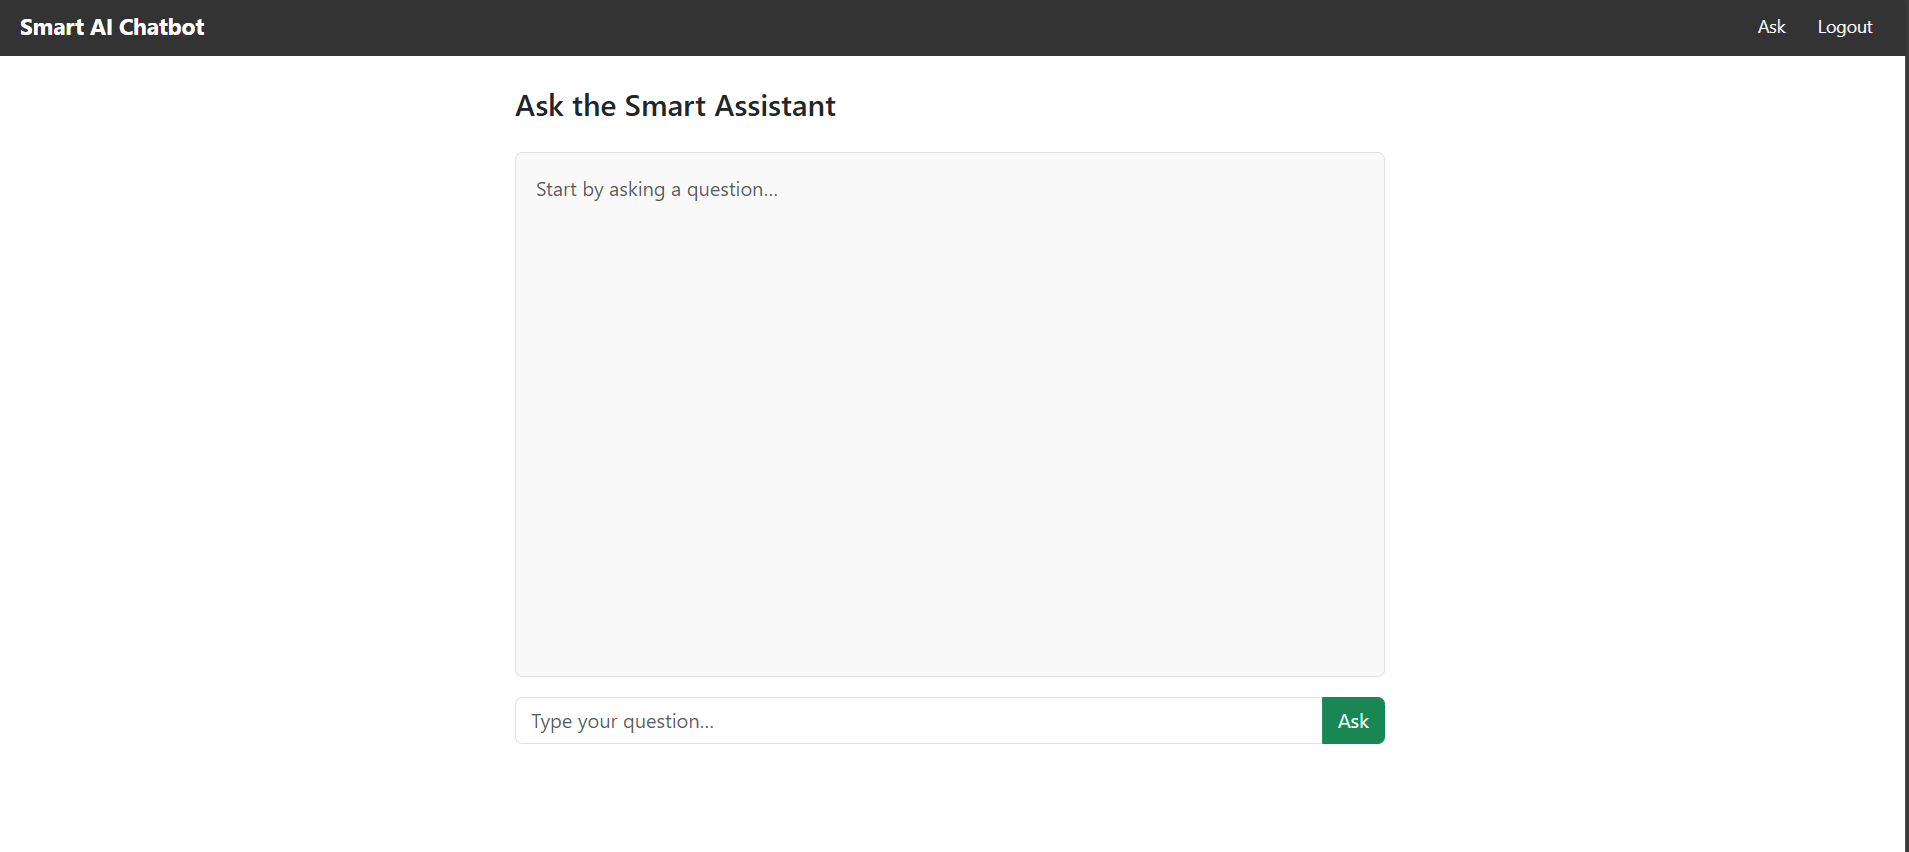 Smart AI Chatbot
Ask
Logout
Ask the Smart Assistant
Start by asking a question...
Type your question...
Ask